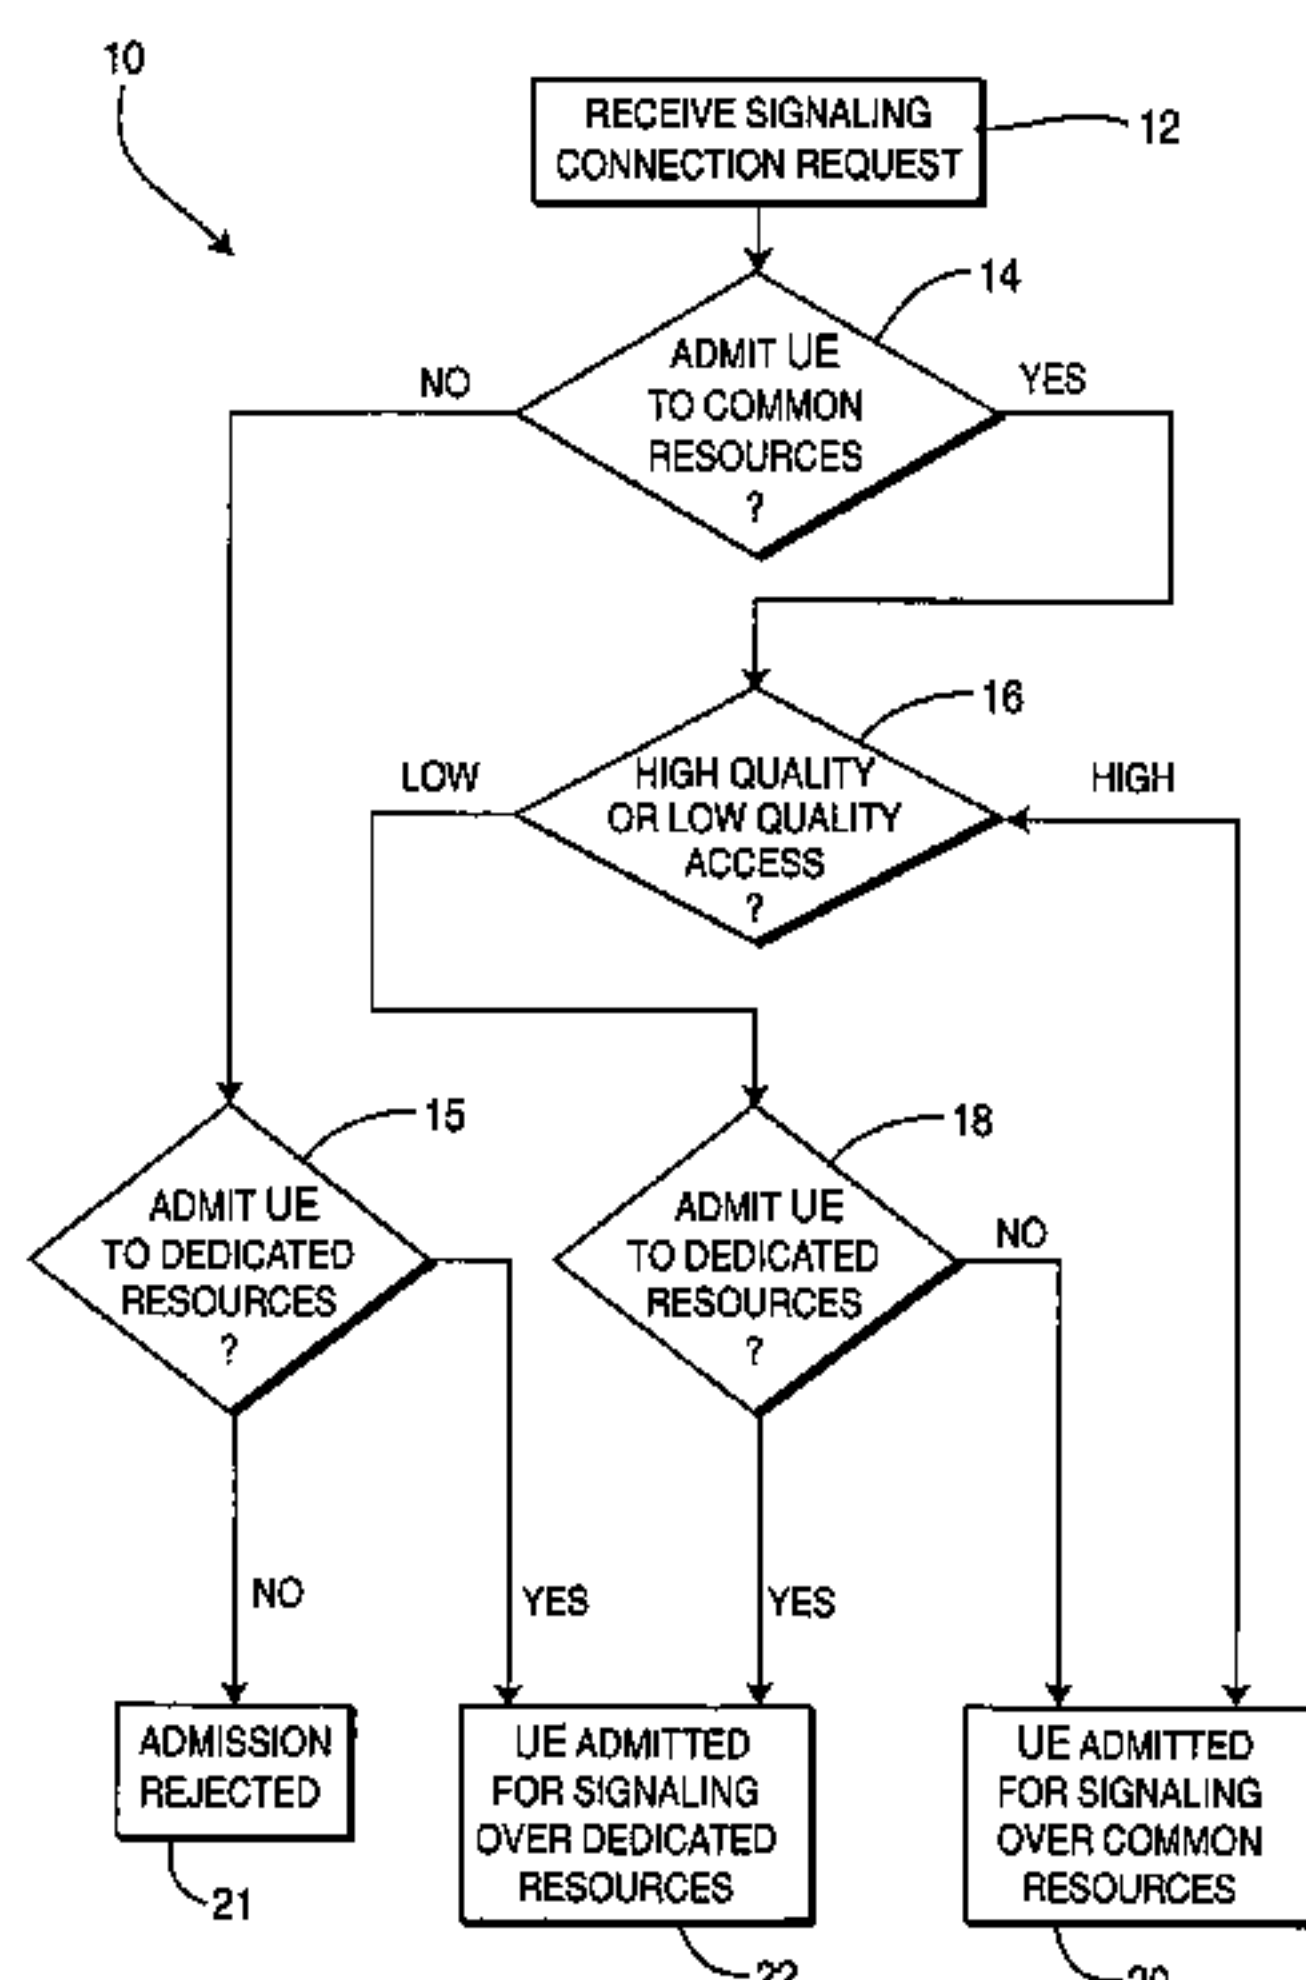 10
RECEIVE SIGNALING
CONNECTION REQUEST
12
14
ADMIT UE
TO COMMON
RESOURCES
?
NO
YES
16
HIGH QUALITY
OR LOW QUALITY
ACCESS
?
LOW
HIGH
15
ADMIT UE
TO DEDICATED
RESOURCES
?
18
ADMIT UE
TO DEDICATED
RESOURCES
?
NO
NO
YES
YES
ADMISSION
REJECTED
21
UE ADMITTED
FOR SIGNALING
OVER DEDICATED
RESOURCES
22
UE ADMITTED
FOR SIGNALING
OVER COMMON
RESOURCES
20